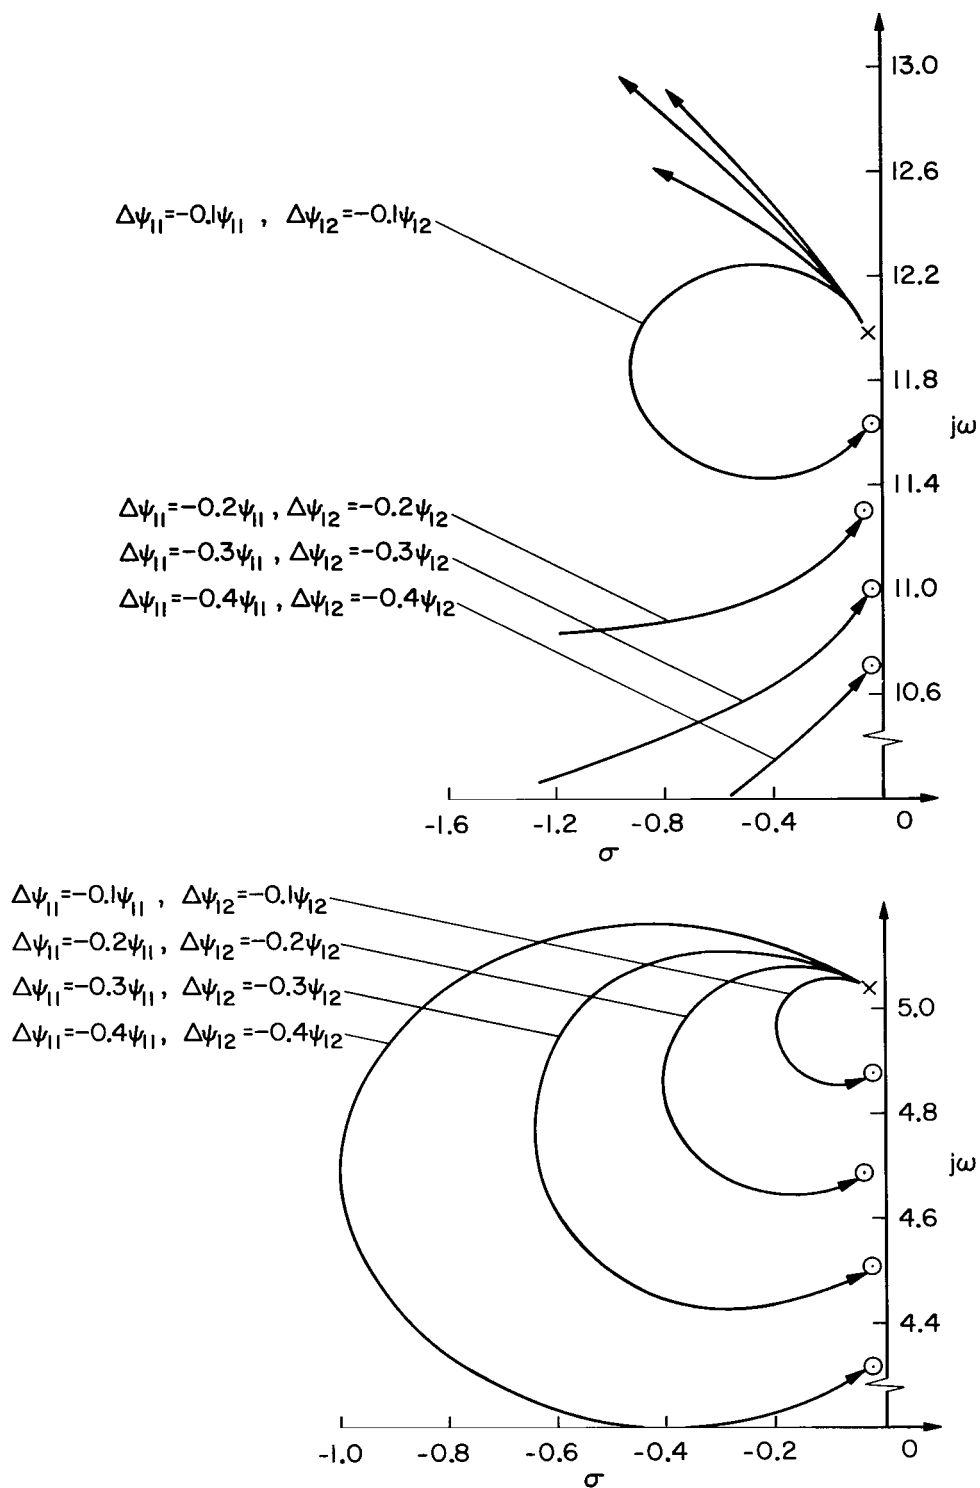 13.0
12.6
Δψ₁₁=-0.1ψ₁₁ , Δψ₁₂=-0.1ψ₁₂
12.2
11.8
jω
11.4
Δψ₁₁=-0.2ψ₁₁ , Δψ₁₂=-0.2ψ₁₂
Δψ₁₁=-0.3ψ₁₁ , Δψ₁₂=-0.3ψ₁₂
11.0
Δψ₁₁=-0.4ψ₁₁ , Δψ₁₂=-0.4ψ₁₂
10.6
-1.6 -1.2 -0.8 -0.4 0
σ
Δψ₁₁=-0.1ψ₁₁ , Δψ₁₂=-0.1ψ₁₂
Δψ₁₁=-0.2ψ₁₁, Δψ₁₂=-0.2ψ₁₂
Δψ₁₁=-0.3ψ₁₁, Δψ₁₂=-0.3ψ₁₂
5.0
Δψ₁₁=-0.4ψ₁₁, Δψ₁₂=-0.4ψ₁₂
4.8
jω
4.6
4.4
-1.0 -0.8 -0.6 -0.4 -0.2 0
σ